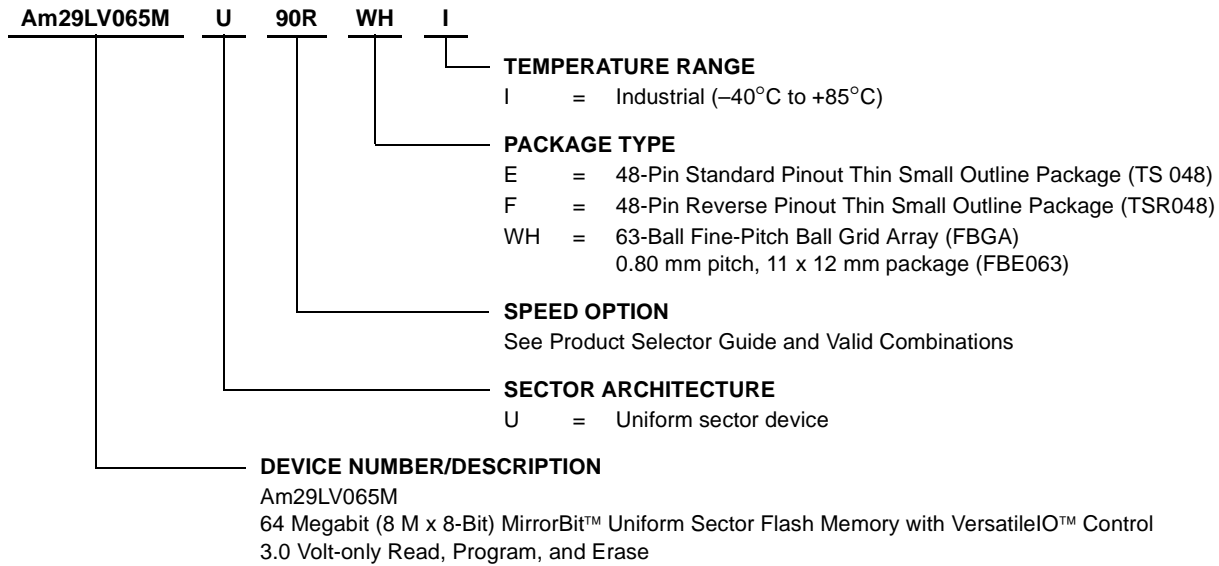 Am29LV065M U 90R WH I
TEMPERATURE RANGE
I = Industrial (–40°C to +85°C)
PACKAGE TYPE
E = 48-Pin Standard Pinout Thin Small Outline Package (TS 048)
F = 48-Pin Reverse Pinout Thin Small Outline Package (TSR048)
WH = 63-Ball Fine-Pitch Ball Grid Array (FBGA)
0.80 mm pitch, 11 x 12 mm package (FBE063)
SPEED OPTION
See Product Selector Guide and Valid Combinations
SECTOR ARCHITECTURE
U = Uniform sector device
DEVICE NUMBER/DESCRIPTION
Am29LV065M
64 Megabit (8 M x 8-Bit) MirrorBit™ Uniform Sector Flash Memory with VersatileIO™ Control
3.0 Volt-only Read, Program, and Erase